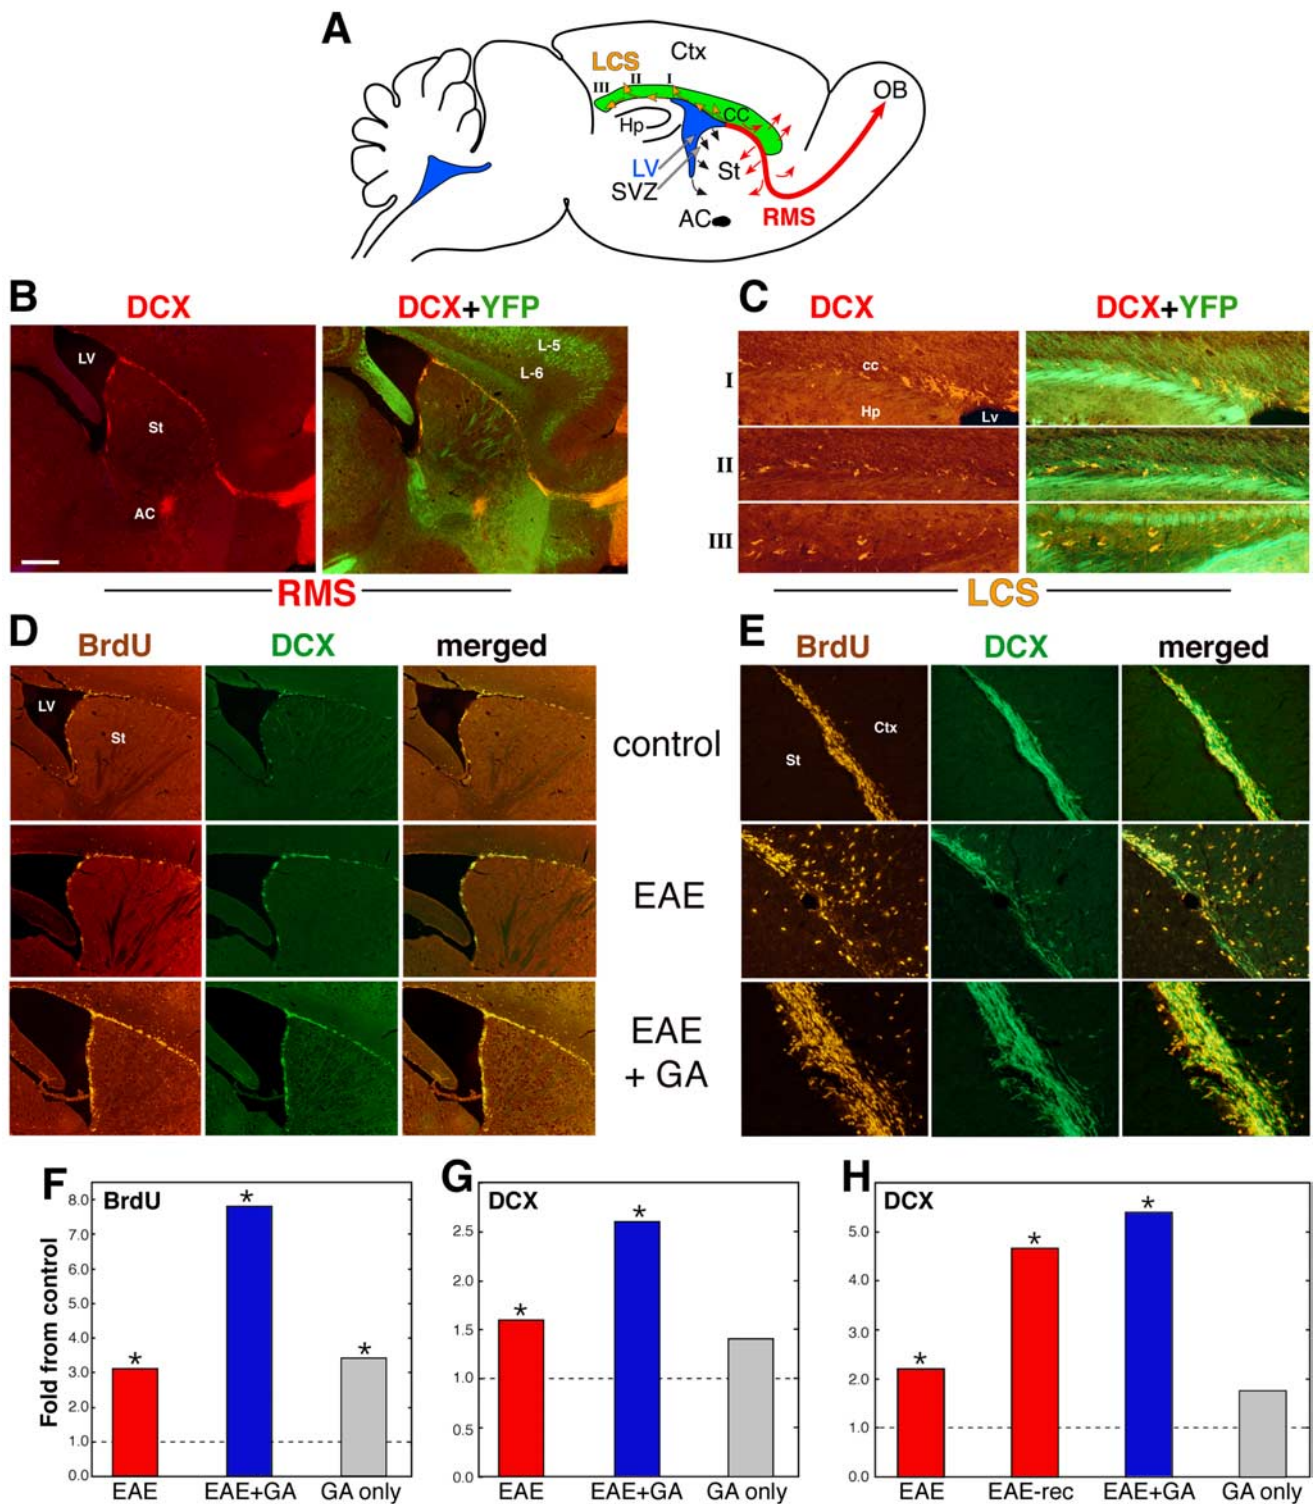 A
Ctx
LCS
III II I
OB
CC
Hp
LV
St
SVZ
AC
RMS
B
DCX
DCX+YFP
LV
L-5
L-6
St
AC
RMS
C
DCX
DCX+YFP
I
cc
Hp
Lv
II
III
LCS
D
BrdU
DCX
merged
LV
St
control
EAE
EAE
+ GA
E
BrdU
DCX
merged
Ctx
St
F
BrdU
*
*
*
8.0
7.0
6.0
5.0
4.0
3.0
2.0
1.0
0.0
Fold from control
EAE EAE+GA GA only
G
DCX
*
*
2.5
2.0
1.5
1.0
0.5
0.0
EAE EAE+GA GA only
H
DCX
*
*
*
5.0
4.0
3.0
2.0
1.0
0.0
EAE EAE-rec EAE+GA GA only